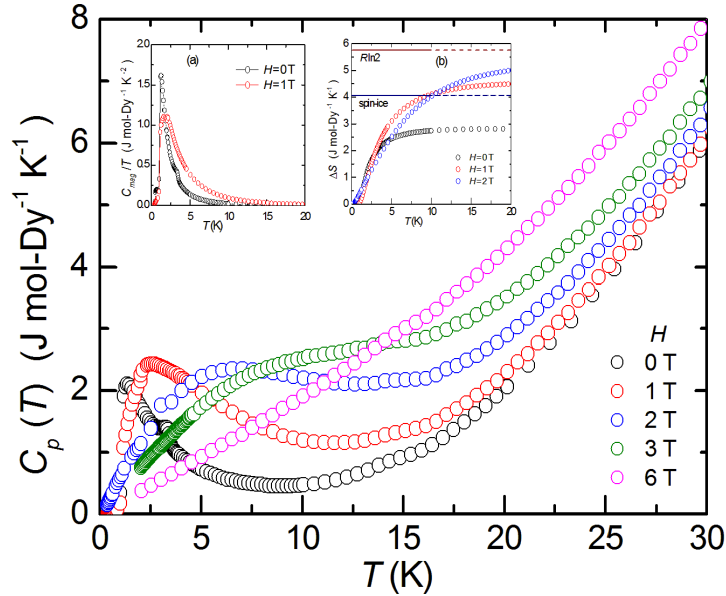 8
6
4
2
0
0
5
10
15
20
25
30
C_p (T) (J mol-Dy⁻¹ K⁻¹)
T (K)
(a)
H=0T
H=1T
C_mag/T (J mol-Dy⁻¹ K⁻²)
2.0
1.5
1.0
0.5
0.0
0
5
10
15
20
T(K)
(b)
Rln2
spin-ice
ΔS (J mol-Dy⁻¹ K⁻¹)
6
5
4
3
2
1
0
0
5
10
15
20
T(K)
H=0T
H=1T
H=2T
H
0 T
1 T
2 T
3 T
6 T